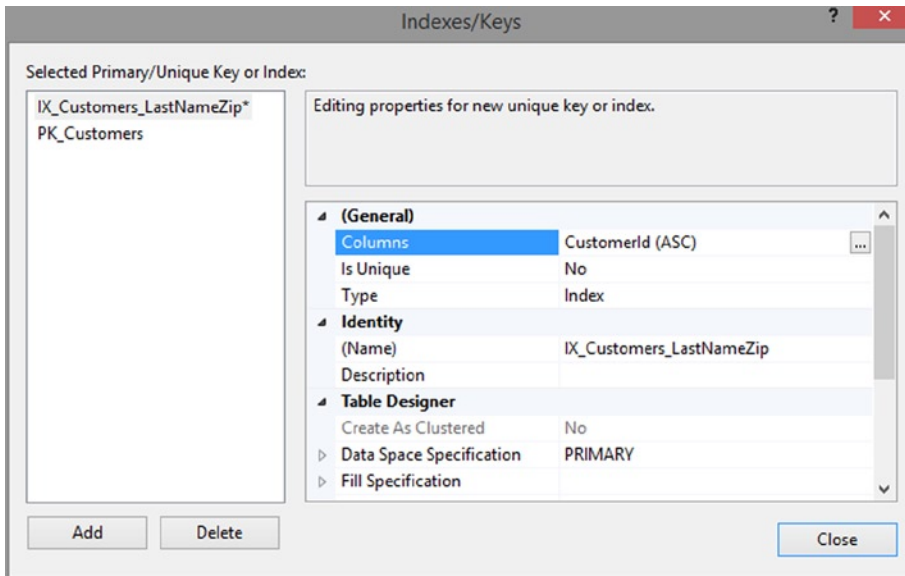 Indexes/Keys
?
Selected Primary/Unique Key or Index:
IX_Customers_LastNameZip*
PK_Customers
Editing properties for new unique key or index.
(General)
Columns CustomerId (ASC) ...
Is Unique No
Type Index
Identity
(Name) IX_Customers_LastNameZip
Description
Table Designer
Create As Clustered No
Data Space Specification PRIMARY
Fill Specification
Add Delete
Close